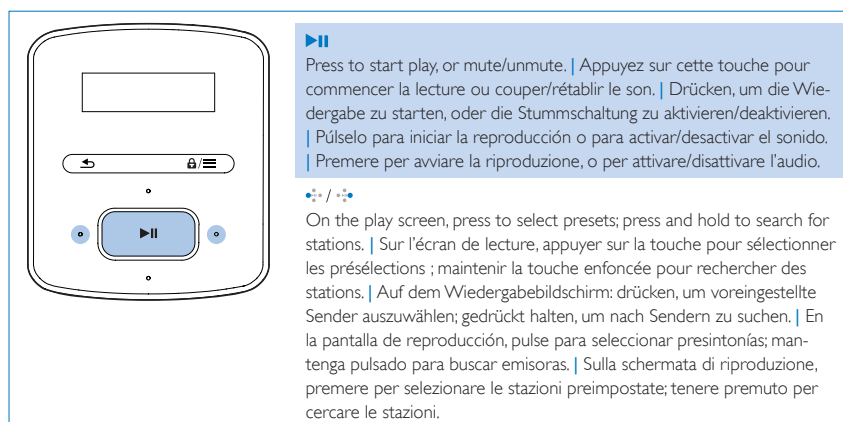 Press to start play, or mute/unmute. | Appuyez sur cette touche pour
commencer la lecture ou couper/rétablir le son. | Drücken, um die Wie-
dergabe zu starten, oder die Stummschaltung zu aktivieren/deaktivieren.
| Púlselo para iniciar la reproducción o para activar/desactivar el sonido.
| Premere per avviare la riproduzione, o per attivare/disattivare l'audio.
/
On the play screen, press to select presets; press and hold to search for
stations. | Sur l'écran de lecture, appuyer sur la touche pour sélectionner
les présélections ; maintenir la touche enfoncée pour rechercher des
stations. | Auf dem Wiedergabebildschirm: drücken, um voreingestellte
Sender auszuwählen; gedrückt halten, um nach Sendern zu suchen. | En
la pantalla de reproducción, pulse para seleccionar presintonías; man-
tenga pulsado para buscar emisoras. | Sulla schermata di riproduzione,
premere per selezionare le stazioni preimpostate; tenere premuto per
cercare le stazioni.